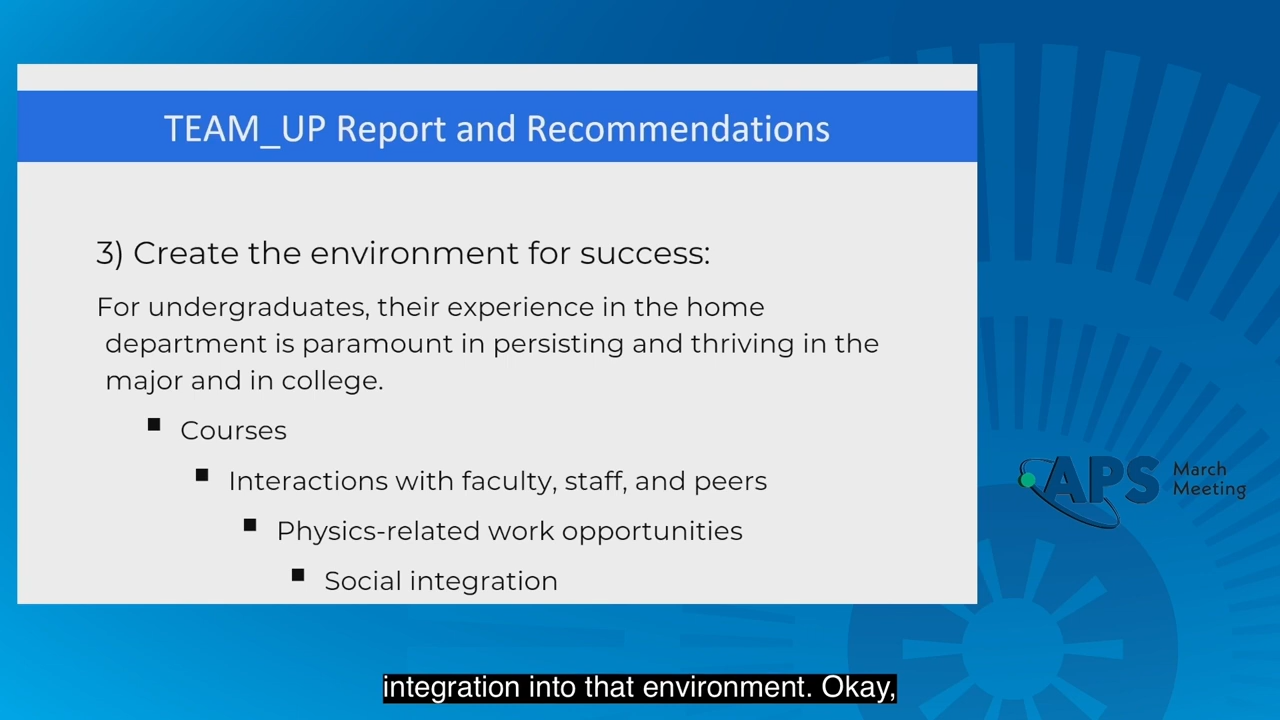 TEAM_UP Report and Recommendations
3) Create the environment for success:
For undergraduates, their experience in the home
department is paramount in persisting and thriving in the
major and in college.
■ Courses
■ Interactions with faculty, staff, and peers
■ Physics-related work opportunities
■ Social integration
APS March
Meeting
integration into that environment. Okay,